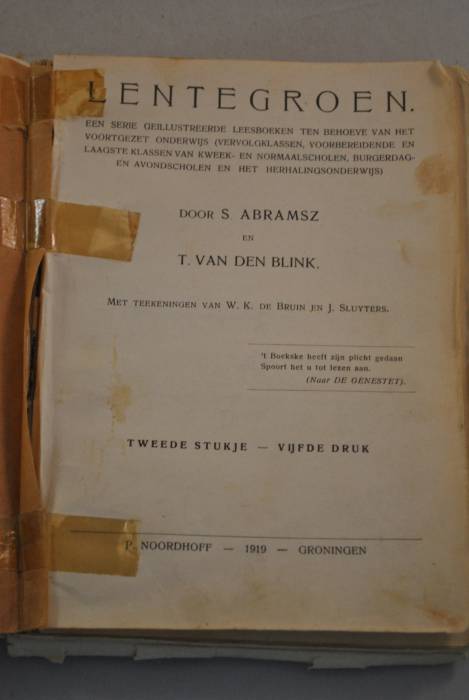 LENTEGROEN.
EEN SERIE GEÏLLUSTREERDE LEESBOEKEN TEN BEHOEVE VAN HET
VOORTGEZET ONDERWIJS (VERVOLGKLASSEN, VOORBEREIDENDE EN
LAAGSTE KLASSEN VAN KWEEK- EN NORMAALSCHOLEN, BURGERDAG-
EN AVONDSCHOLEN EN HET HERHALINGSONDERWIJS)
DOOR S. ABRAMSZ
EN
T. VAN DEN BLINK.
MET TEEKENINGEN VAN W. K. DE BRUIN EN J. SLUYTERS.
't Boekske heeft zijn plicht gedaan
Spoort het u tot lezen aan.
(Naar DE GENESTET).
TWEEDE STUKJE — VIJFDE DRUK
P. NOORDHOFF — 1919 — GRONINGEN